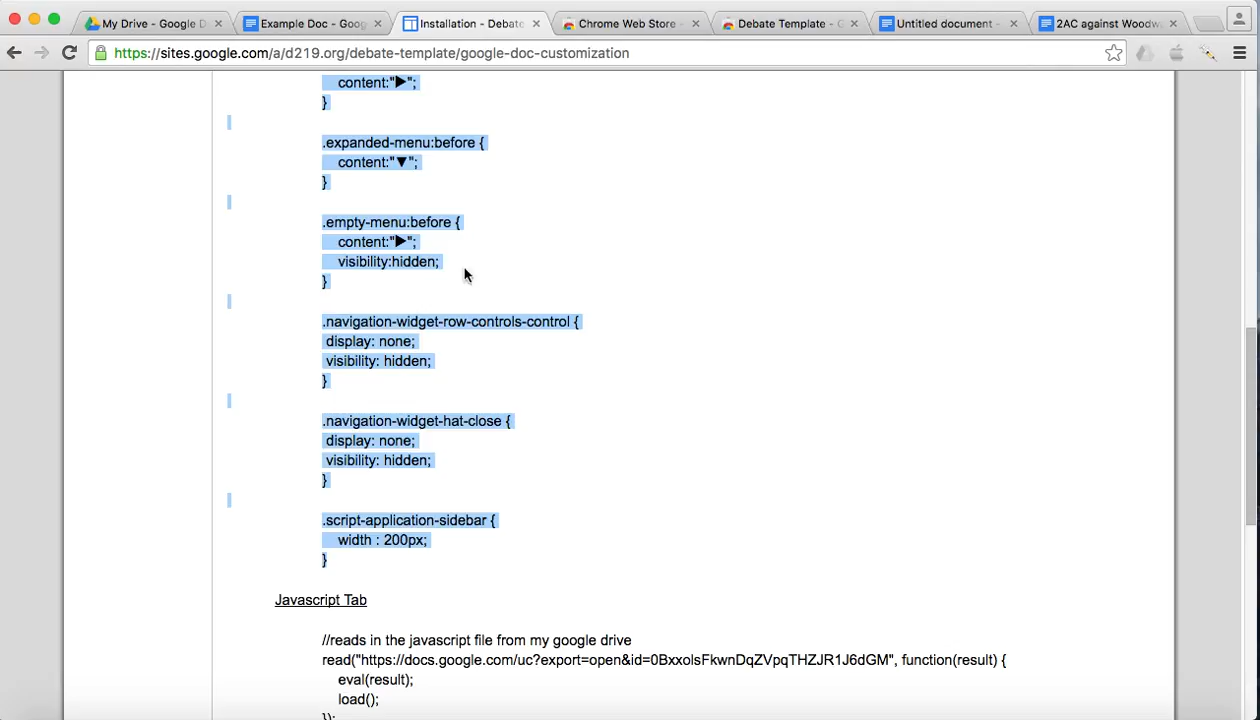 My Drive - Google D
Example Doc - Goog
Installation - Debate
Chrome Web Store -
Debate Template - G
Untitled document -
2AC against Woodwa
https://sites.google.com/a/d219.org/debate-template/google-doc-customization
content:"▶";
}
.expanded-menu:before {
content:"▼";
}
.empty-menu:before {
content:"▶";
visibility:hidden;
}
.navigation-widget-row-controls-control {
display: none;
visibility: hidden;
}
.navigation-widget-hat-close {
display: none;
visibility: hidden;
}
.script-application-sidebar {
width : 200px;
}
Javascript Tab
//reads in the javascript file from my google drive
read("https://docs.google.com/uc?export=open&id=0BxxolsFkwnDqZVpqTHZJR1J6dGM", function(result) {
eval(result);
load();
});